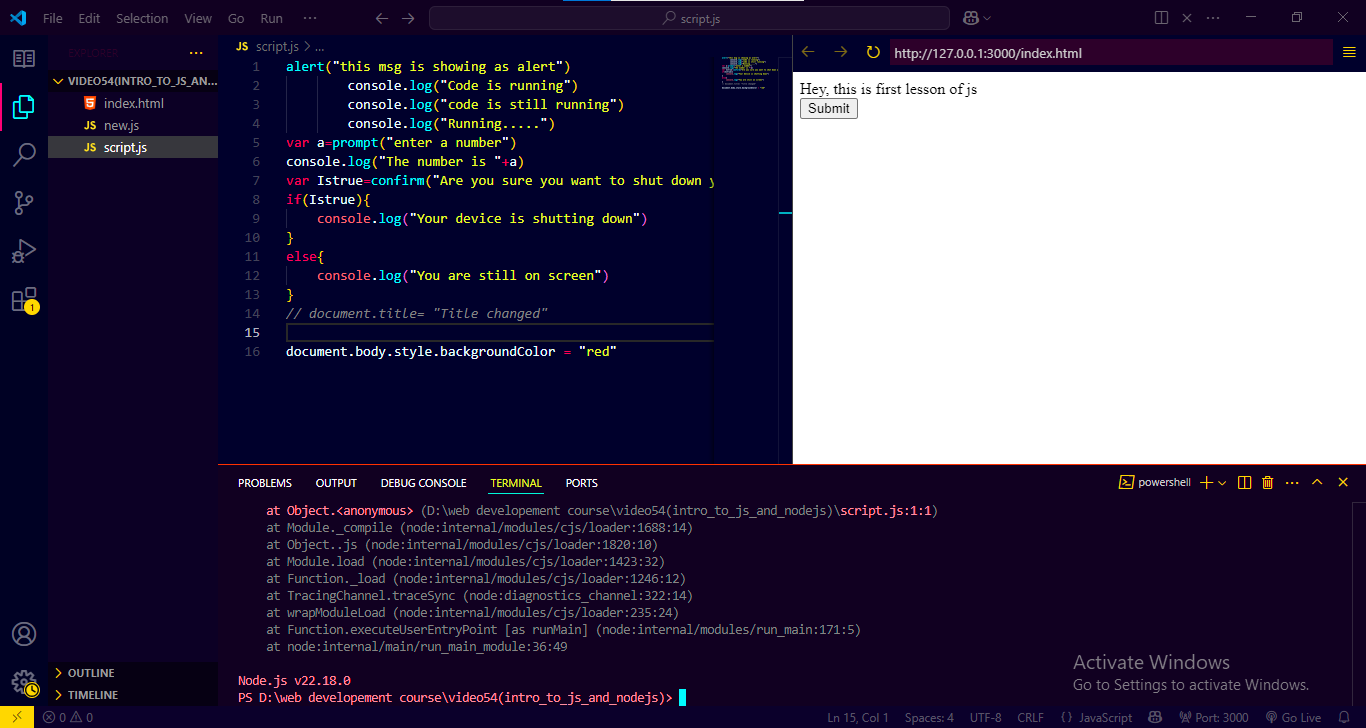 File Edit Selection View Go Run ···
script.js
EXPLORER ···
VIDEO54(INTRO_TO_JS_AN...
index.html
JS new.js
JS script.js
1
OUTLINE
TIMELINE
JS script.js > ...
1 alert("this msg is showing as alert")
2 console.log("Code is running")
3 console.log("code is still running")
4 console.log("Running.....")
5 var a=prompt("enter a number")
6 console.log("The number is "+a)
7 var Istrue=confirm("Are you sure you want to shut down y
8 if(Istrue){
9 console.log("Your device is shutting down")
10 }
11 else{
12 console.log("You are still on screen")
13 }
14 // document.title= "Title changed"
15
16 document.body.style.backgroundColor = "red"
http://127.0.0.1:3000/index.html
Hey, this is first lesson of js
Submit
PROBLEMS OUTPUT DEBUG CONSOLE TERMINAL PORTS
powershell
at Object.<anonymous> (D:\web developement course\video54(intro_to_js_and_nodejs)\script.js:1:1)
at Module._compile (node:internal/modules/cjs/loader:1688:14)
at Object..js (node:internal/modules/cjs/loader:1820:10)
at Module.load (node:internal/modules/cjs/loader:1423:32)
at Function._load (node:internal/modules/cjs/loader:1246:12)
at TracingChannel.traceSync (node:diagnostics_channel:322:14)
at wrapModuleLoad (node:internal/modules/cjs/loader:235:24)
at Function.executeUserEntryPoint [as runMain] (node:internal/modules/run_main:171:5)
at node:internal/main/run_main_module:36:49
Node.js v22.18.0
PS D:\web developement course\video54(intro_to_js_and_nodejs)>
Activate Windows
Go to Settings to activate Windows.
0 0
Ln 15, Col 1 Spaces: 4 UTF-8 CRLF {} JavaScript Port: 3000 Go Live